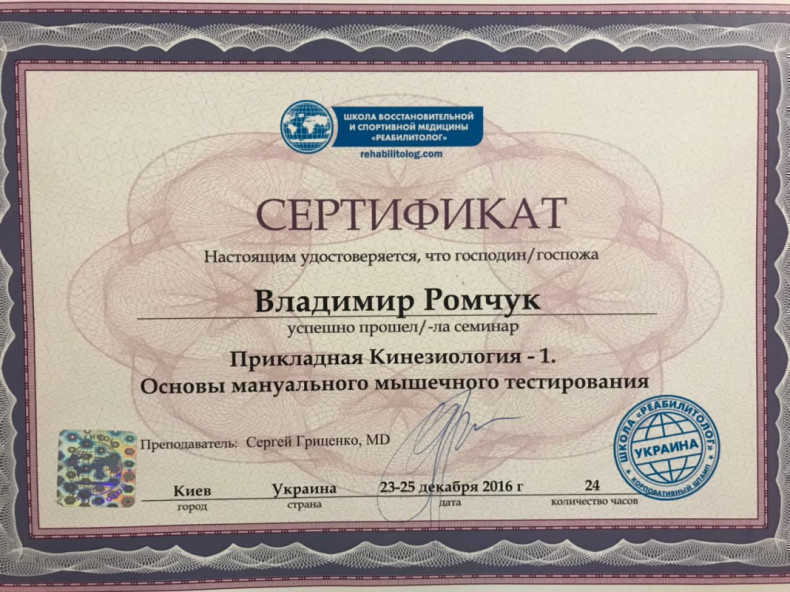 ШКОЛА ВОССТАНОВИТЕЛЬНОЙ
И СПОРТИВНОЙ МЕДИЦИНЫ
«РЕАБИЛИТОЛОГ»
rehabilitolog.com
СЕРТИФИКАТ
Настоящим удостоверяется, что господин/госпожа
Владимир Ромчук
успешно прошел/-ла семинар
Прикладная Кинезиология - 1.
Основы мануального мышечного тестирования
Преподаватель: Сергей Гриценко, MD
Киев Украина 23-25 декабря 2016 г 24
город страна дата количество часов
ШКОЛА «РЕАБИЛИТОЛОГ»
УКРАИНА
КОРПОРАТИВНЫЙ ШТАМП